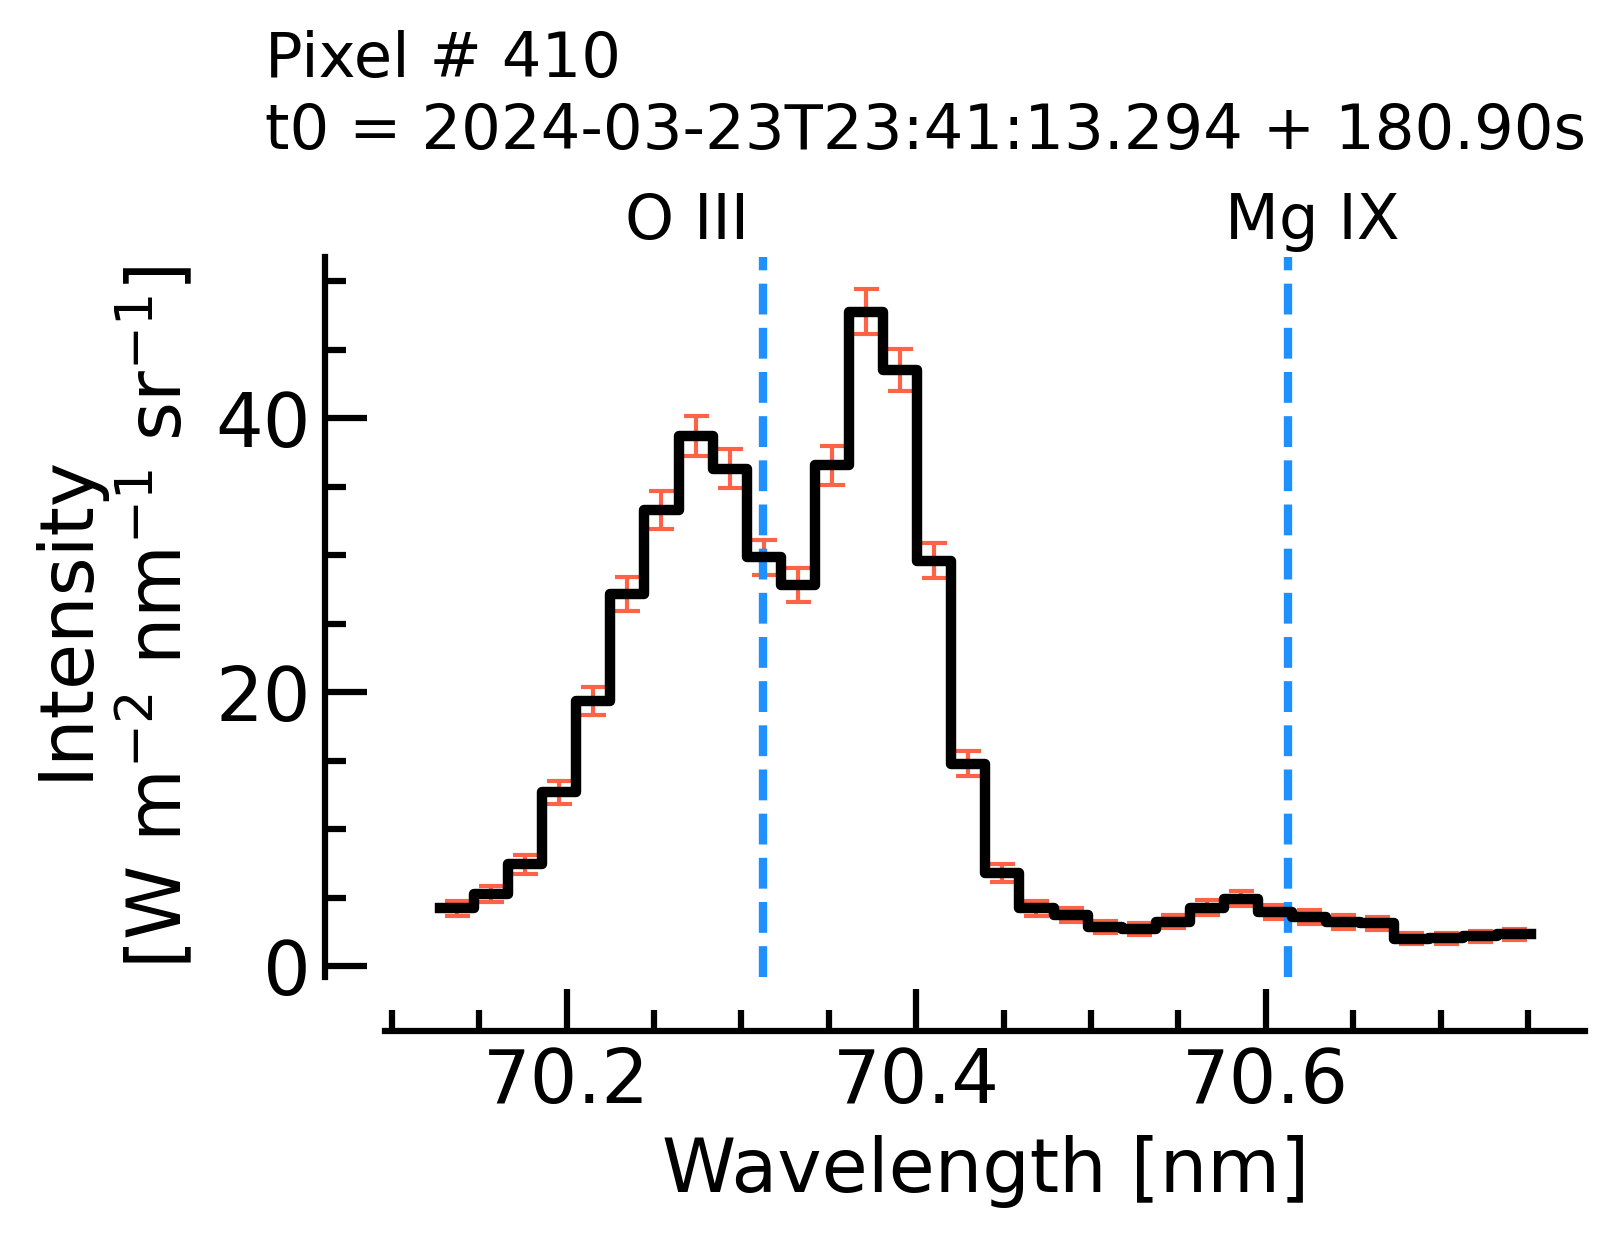 Pixel # 410
t0 = 2024-03-23T23:41:13.294 + 180.90s
O III
Mg IX
Intensity
[W m⁻² nm⁻¹ sr⁻¹]
40
20
0
70.2
70.4
70.6
Wavelength [nm]